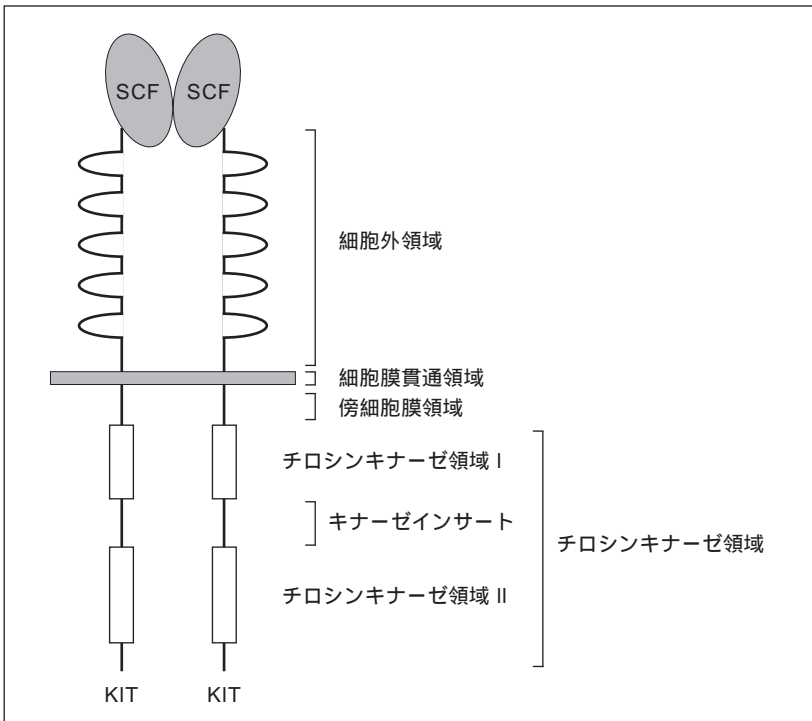 SCF SCF
細胞外領域
細胞膜貫通領域
傍細胞膜領域
チロシンキナーゼ領域 I
キナーゼインサート
チロシンキナーゼ領域
チロシンキナーゼ領域 II
KIT KIT